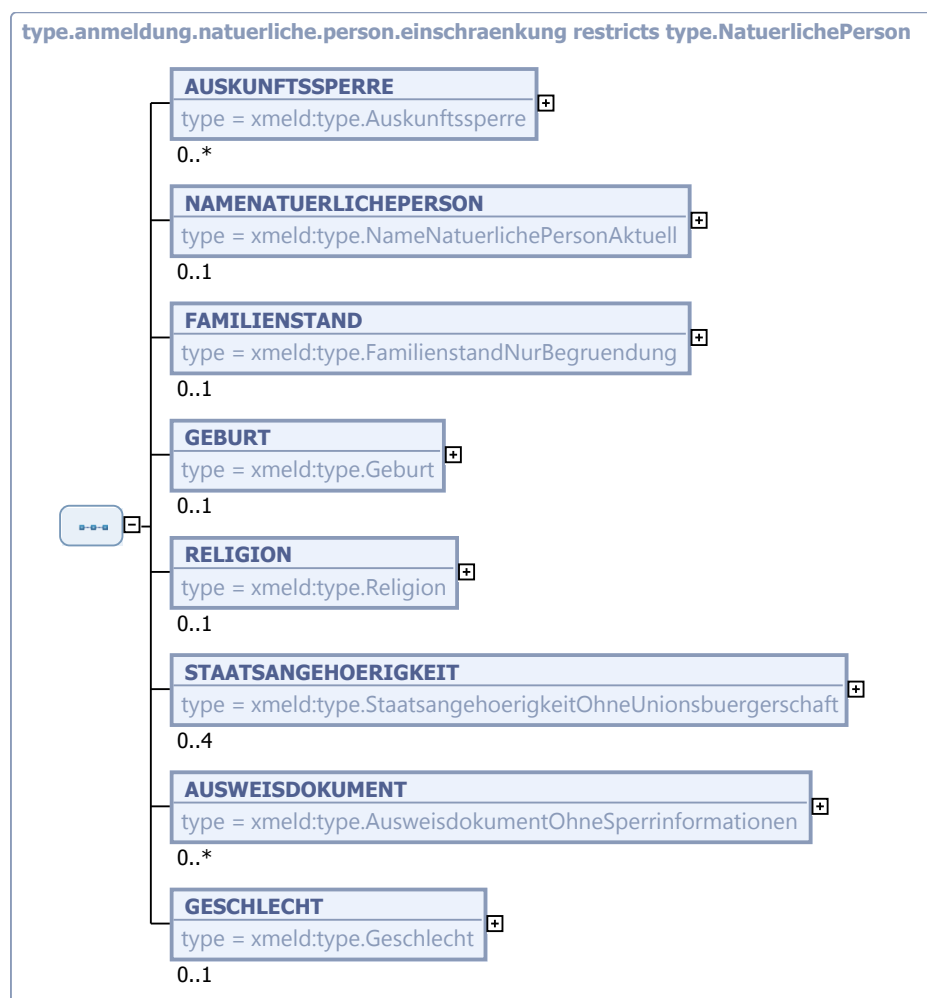 type.anmeldung.natuerliche.person.einschraenkung restricts type.NatuerlichePerson
AUSKUNFTSSPERRE
type = xmeld:type.Auskunftssperre
0..*
NAMENATUERLICHEPERSON
type = xmeld:type.NameNatuerlichePersonAktuell
0..1
FAMILIENSTAND
type = xmeld:type.FamilienstandNurBegruendung
0..1
GEBURT
type = xmeld:type.Geburt
0..1
RELIGION
type = xmeld:type.Religion
0..1
STAATSANGEHOERIGKEIT
type = xmeld:type.StaatsangehoerigkeitOhneUnionsbuergerschaft
0..4
AUSWEISDOKUMENT
type = xmeld:type.AusweisdokumentOhneSperrinformationen
0..*
GESCHLECHT
type = xmeld:type.Geschlecht
0..1